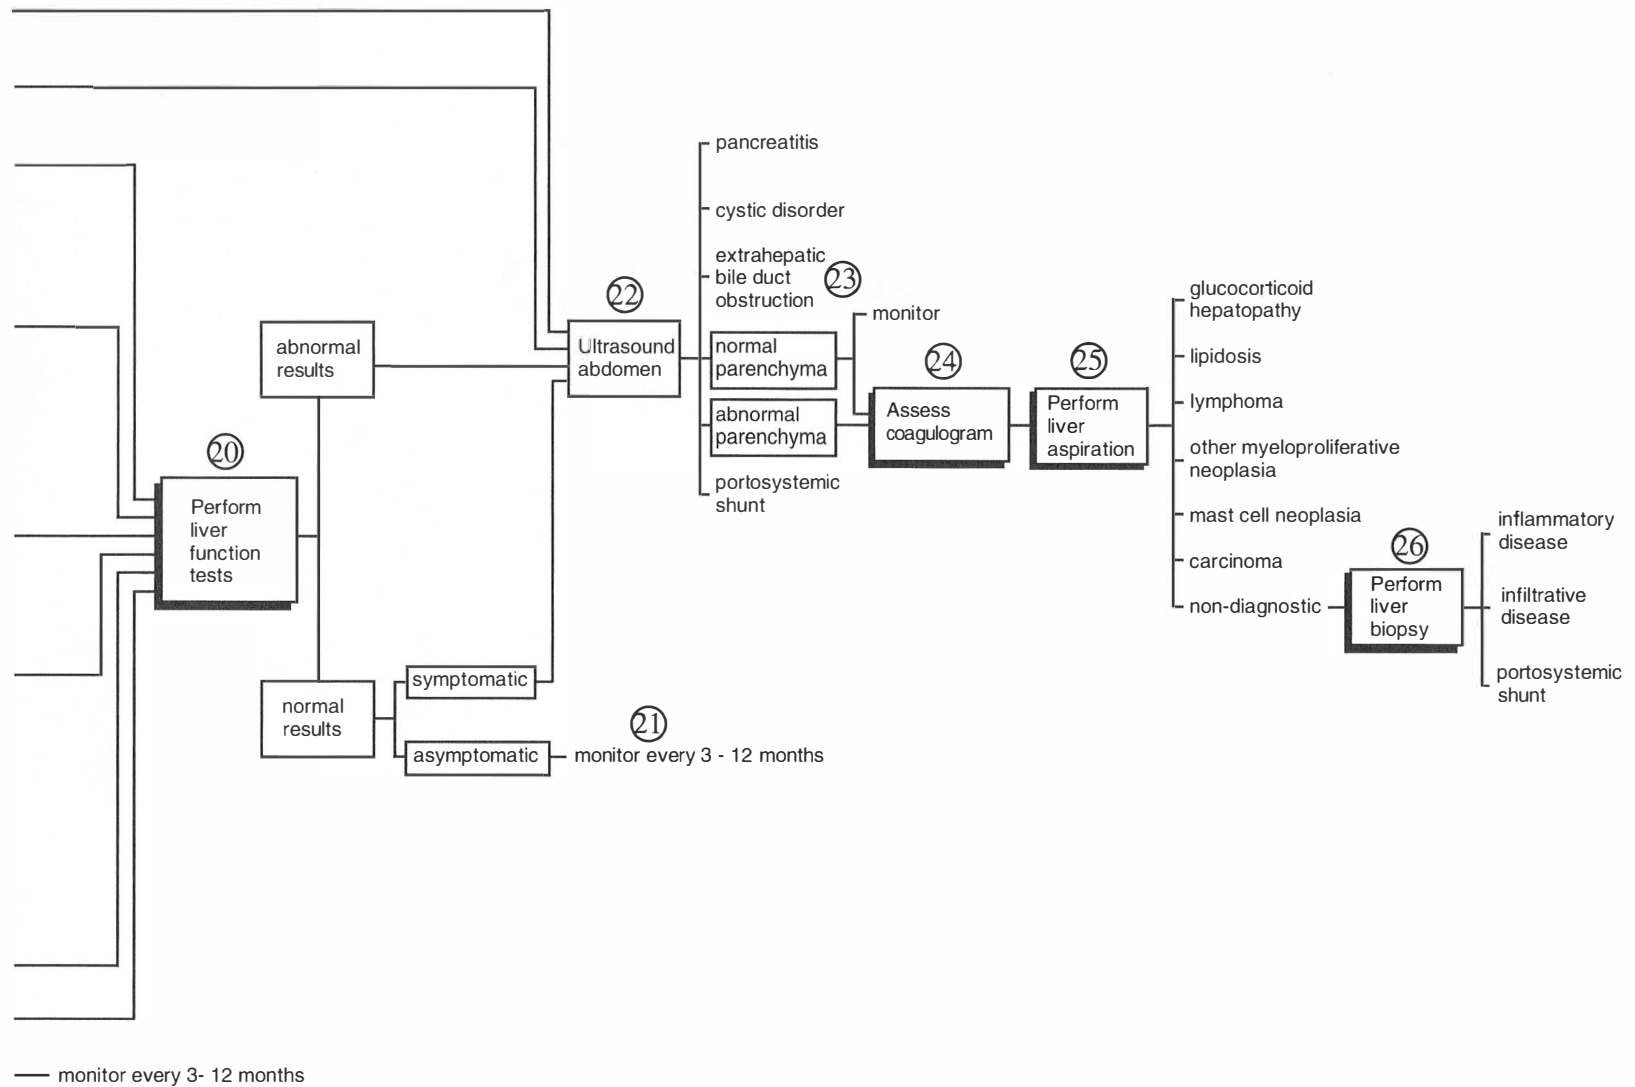 pancreatitis
cystic disorder
extrahepatic
bile duct
obstruction
23
22
Ultrasound
abdomen
normal
parenchyma
monitor
abnormal
parenchyma
portosystemic
shunt
24
Assess
coagulogram
25
Perform
liver
aspiration
glucocorticoid
hepatopathy
lipidosis
lymphoma
other myeloproliferative
neoplasia
mast cell neoplasia
carcinoma
non-diagnostic
26
Perform
liver
biopsy
inflammatory
disease
infiltrative
disease
portosystemic
shunt
abnormal
results
20
Perform
liver
function
tests
normal
results
symptomatic
asymptomatic
21
monitor every 3 - 12 months
monitor every 3- 12 months